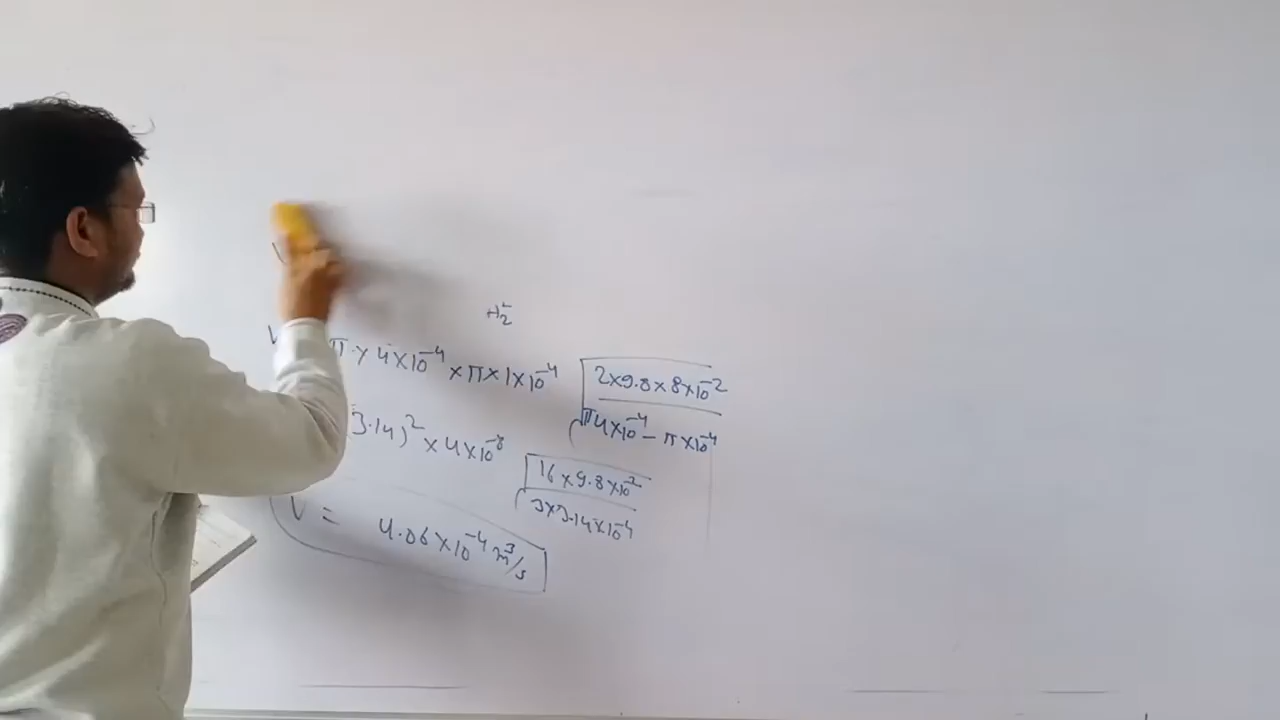 π × 4×10⁻⁴ × π×1×10⁻⁴ √(2×9.8×8×10⁻² / π4×10⁻⁴ − π×10⁻⁴)
3.14)² × 4×10⁻⁸ √(16×9.8×10⁻² / 3×3.14×10⁻⁴)
V = 4.06×10⁻⁴ m³/s